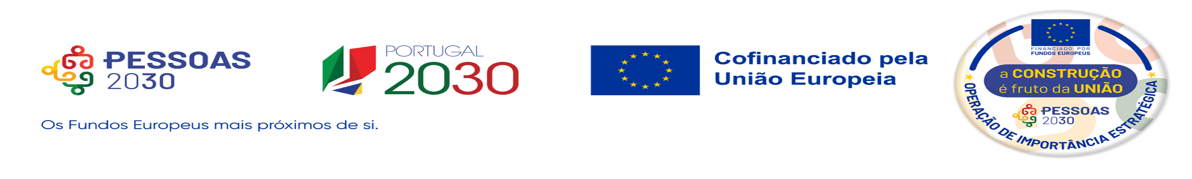 PESSOAS
2030
Os Fundos Europeus mais próximos de si.
PORTUGAL
2030
Cofinanciado pela
União Europeia
FINANCIADO POR
FUNDOS EUROPEUS
a CONSTRUÇÃO
é fruto da UNIÃO
PESSOAS
2030
OPERAÇÃO DE IMPORTÂNCIA ESTRATÉGICA